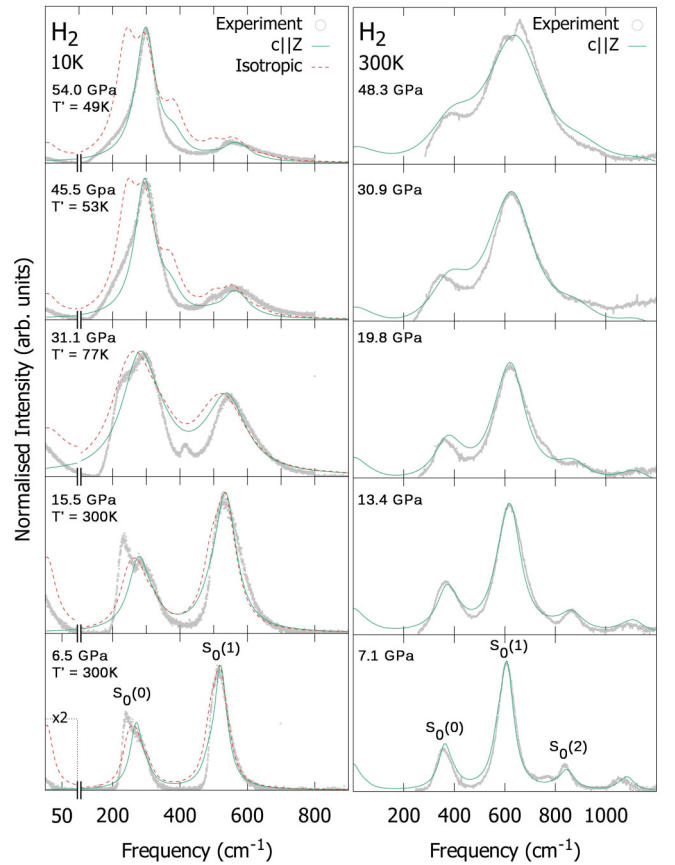 Normalised Intensity (arb. units)
H2
10K
Experiment
c||Z
Isotropic
54.0 GPa
T' = 49K
45.5 Gpa
T' = 53K
31.1 GPa
T' = 77K
15.5 GPa
T' = 300K
6.5 GPa
T' = 300K
S0(0)
S0(1)
x2
50 200 400 600 800
Frequency (cm-1)
H2
300K
Experiment
c||Z
48.3 GPa
30.9 GPa
19.8 GPa
13.4 GPa
7.1 GPa
S0(0)
S0(1)
S0(2)
200 400 600 800 1000
Frequency (cm-1)